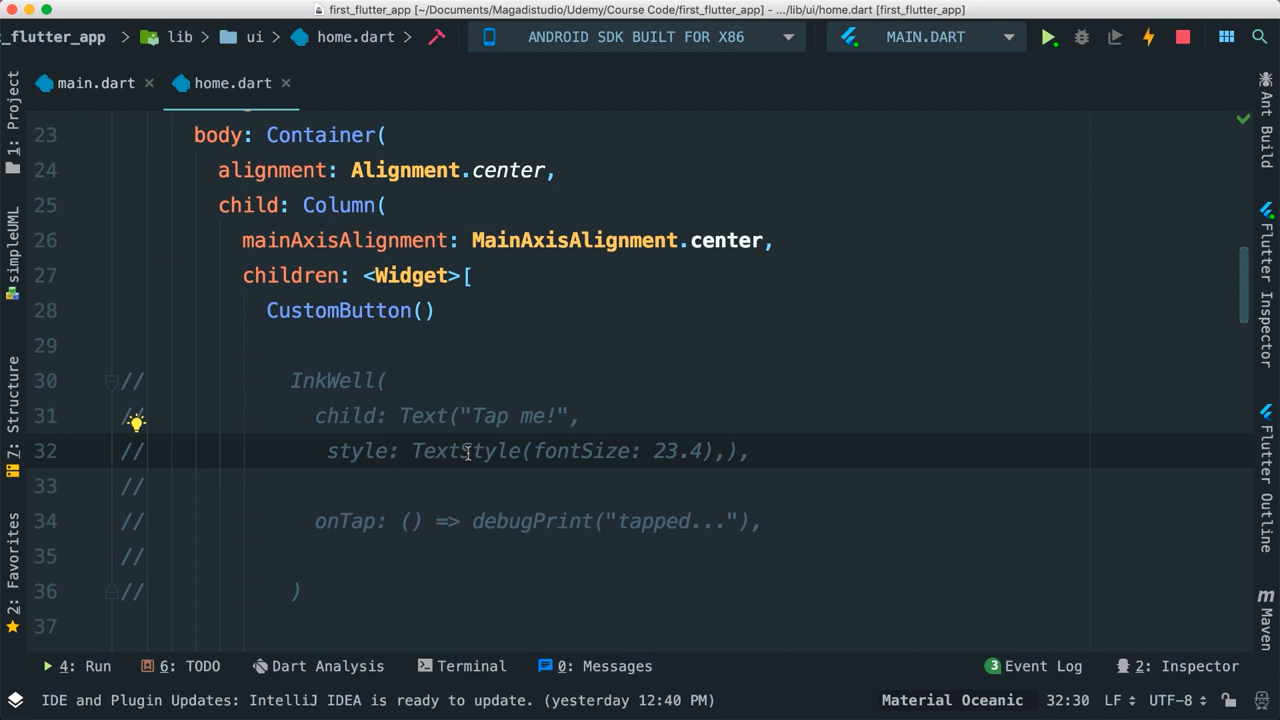 first_flutter_app [~/Documents/Magadistudio/Udemy/Course Code/first_flutter_app] - .../lib/ui/home.dart [first_flutter_app]
t_flutter_app lib ui home.dart ANDROID SDK BUILT FOR X86 MAIN.DART
main.dart home.dart
1: Project
simpleUML
7: Structure
2: Favorites
23 body: Container(
24 alignment: Alignment.center,
25 child: Column(
26 mainAxisAlignment: MainAxisAlignment.center,
27 children: <Widget>[
28 CustomButton()
29
30 // InkWell(
31 // child: Text("Tap me!",
32 // style: TextStyle(fontSize: 23.4),),
33 //
34 // onTap: () => debugPrint("tapped..."),
35 //
36 // )
37
Ant Build
Flutter Inspector
Flutter Outline
m Maven
4: Run 6: TODO Dart Analysis Terminal 0: Messages 3 Event Log 2: Inspector
IDE and Plugin Updates: IntelliJ IDEA is ready to update. (yesterday 12:40 PM) Material Oceanic 32:30 LF UTF-8